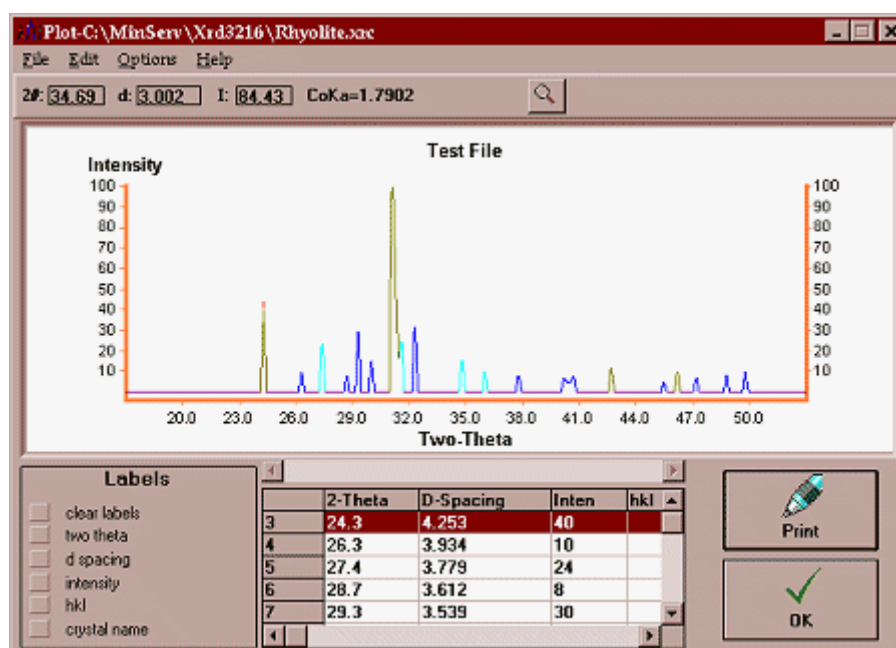 Plot-C:\MinServ\Xrd3216\Rhyolite.xrc
File Edit Options Help
2#: 34.69 d: 3.002 I: 84.43 CoKa=1.7902
Test File
Intensity
100 100
90 90
80 80
70 70
60 60
50 50
40 40
30 30
20 20
10 10
20.0 23.0 26.0 29.0 32.0 35.0 38.0 41.0 44.0 47.0 50.0
Two-Theta
Labels
clear labels
two theta
d spacing
intensity
hkl
crystal name
2-Theta D-Spacing Inten hkl
3 24.3 4.253 40
4 26.3 3.934 10
5 27.4 3.779 24
6 28.7 3.612 8
7 29.3 3.539 30
Print
OK